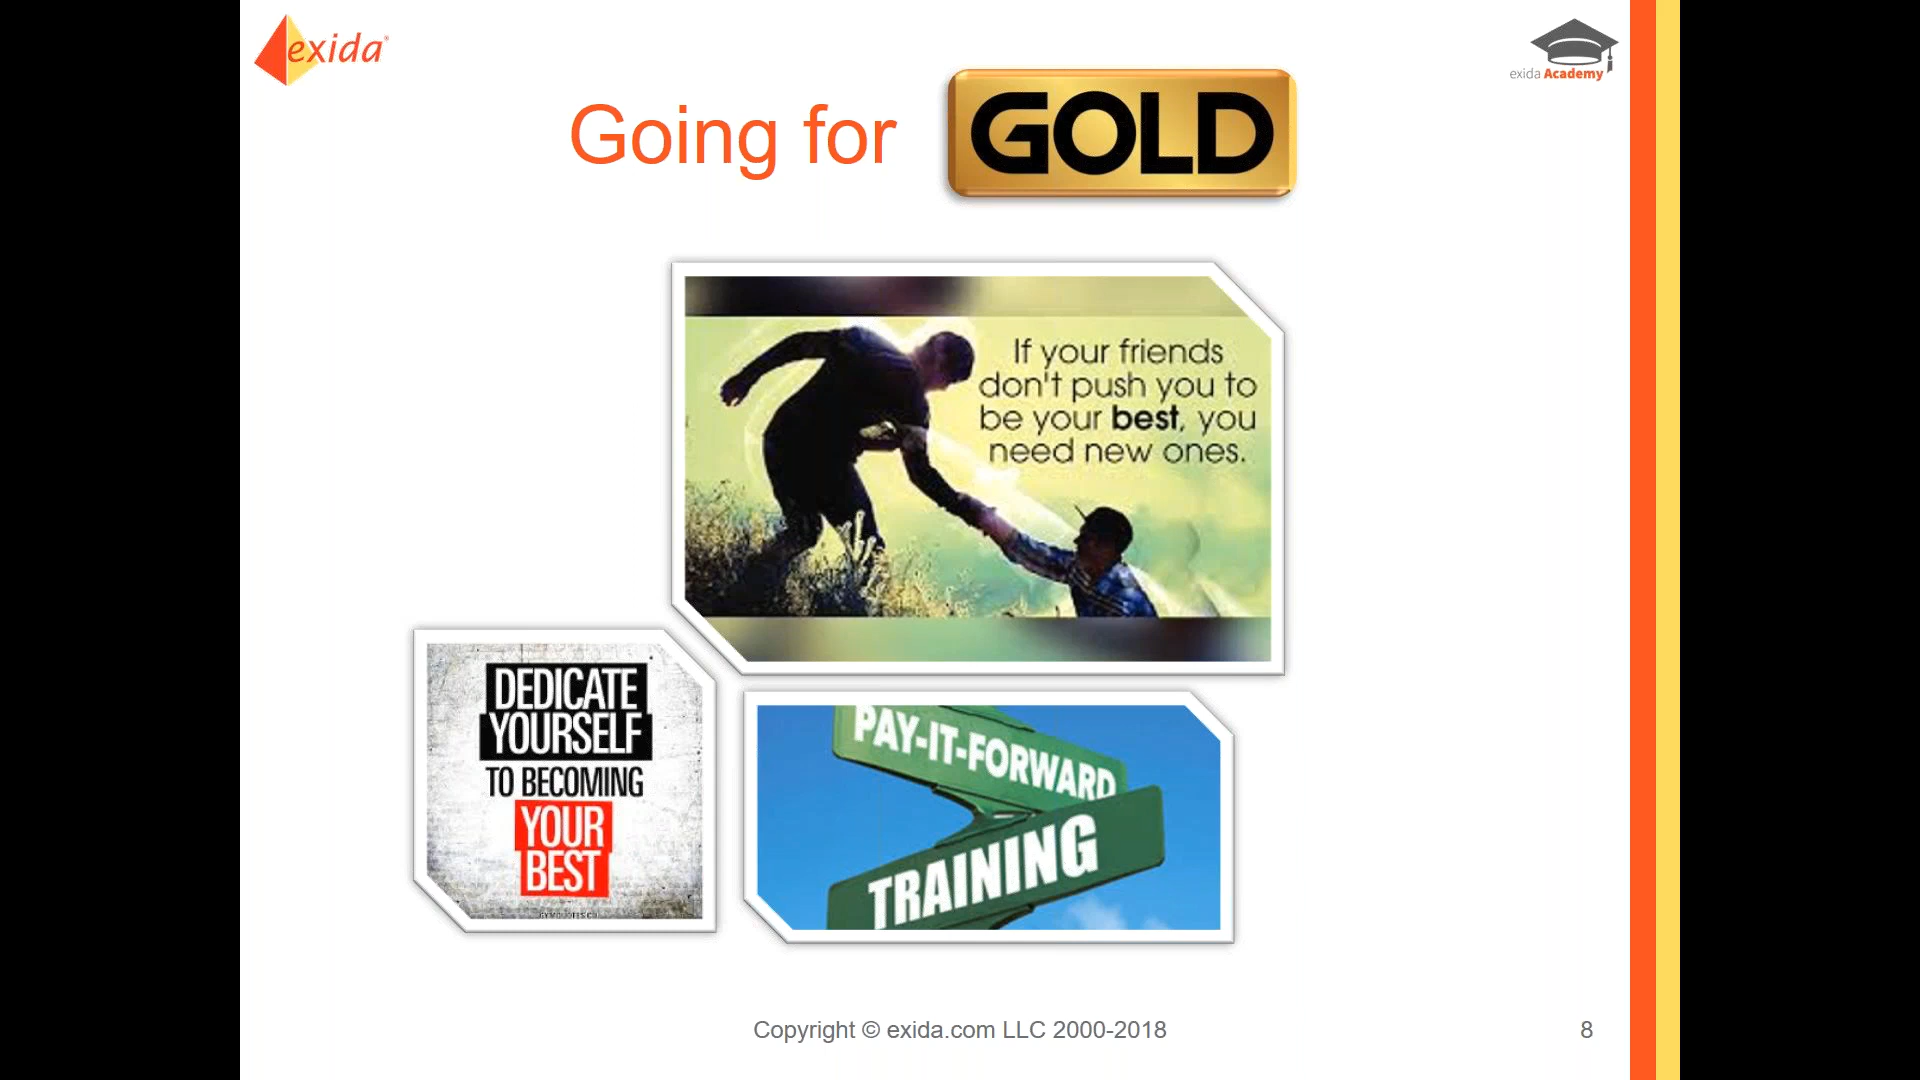 exida®
exida Academy
Going for GOLD
If your friends
don't push you to
be your best, you
need new ones.
DEDICATE
YOURSELF
TO BECOMING
YOUR
BEST
PAY-IT-FORWARD
TRAINING
Copyright © exida.com LLC 2000-2018
8